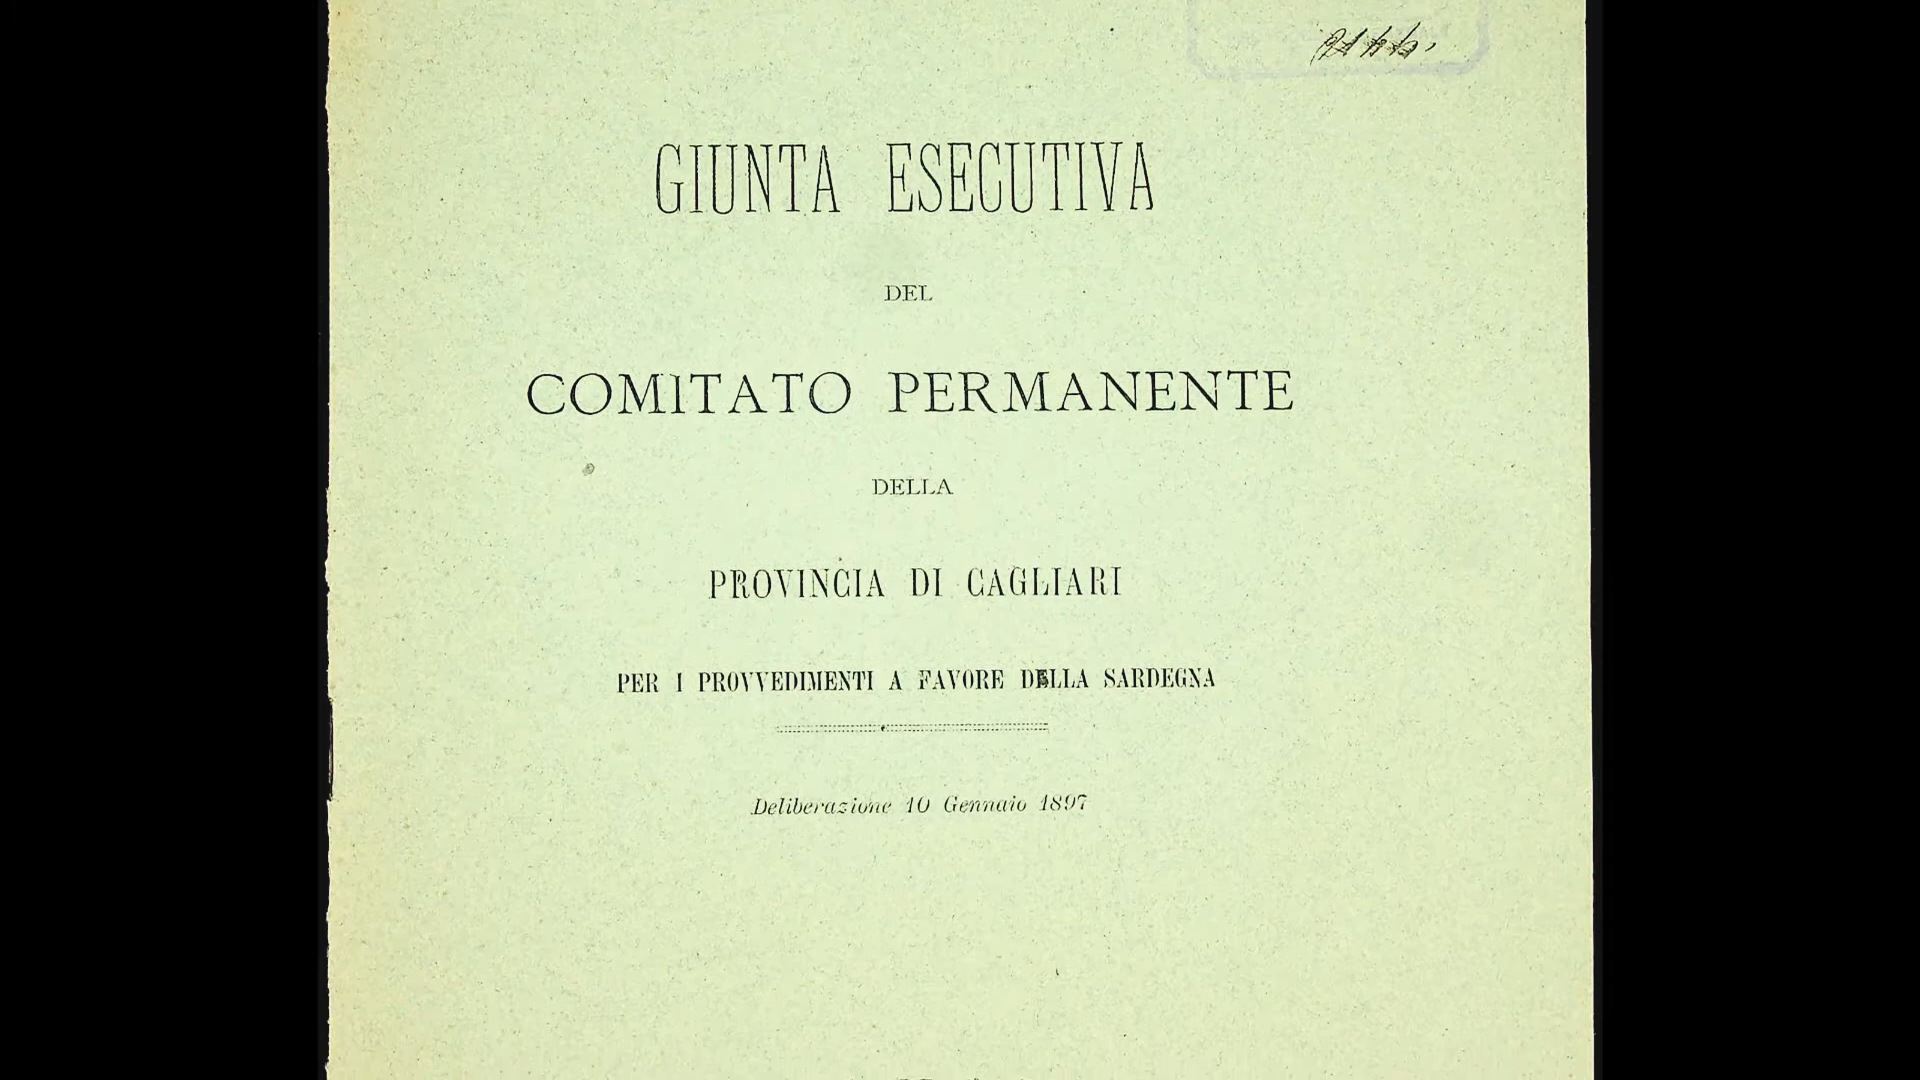 GIUNTA ESECUTIVA
DEL
COMITATO PERMANENTE
DELLA
PROVINCIA DI CAGLIARI
PER I PROVVEDIMENTI A FAVORE DELLA SARDEGNA
Deliberazione 10 Gennaio 1897